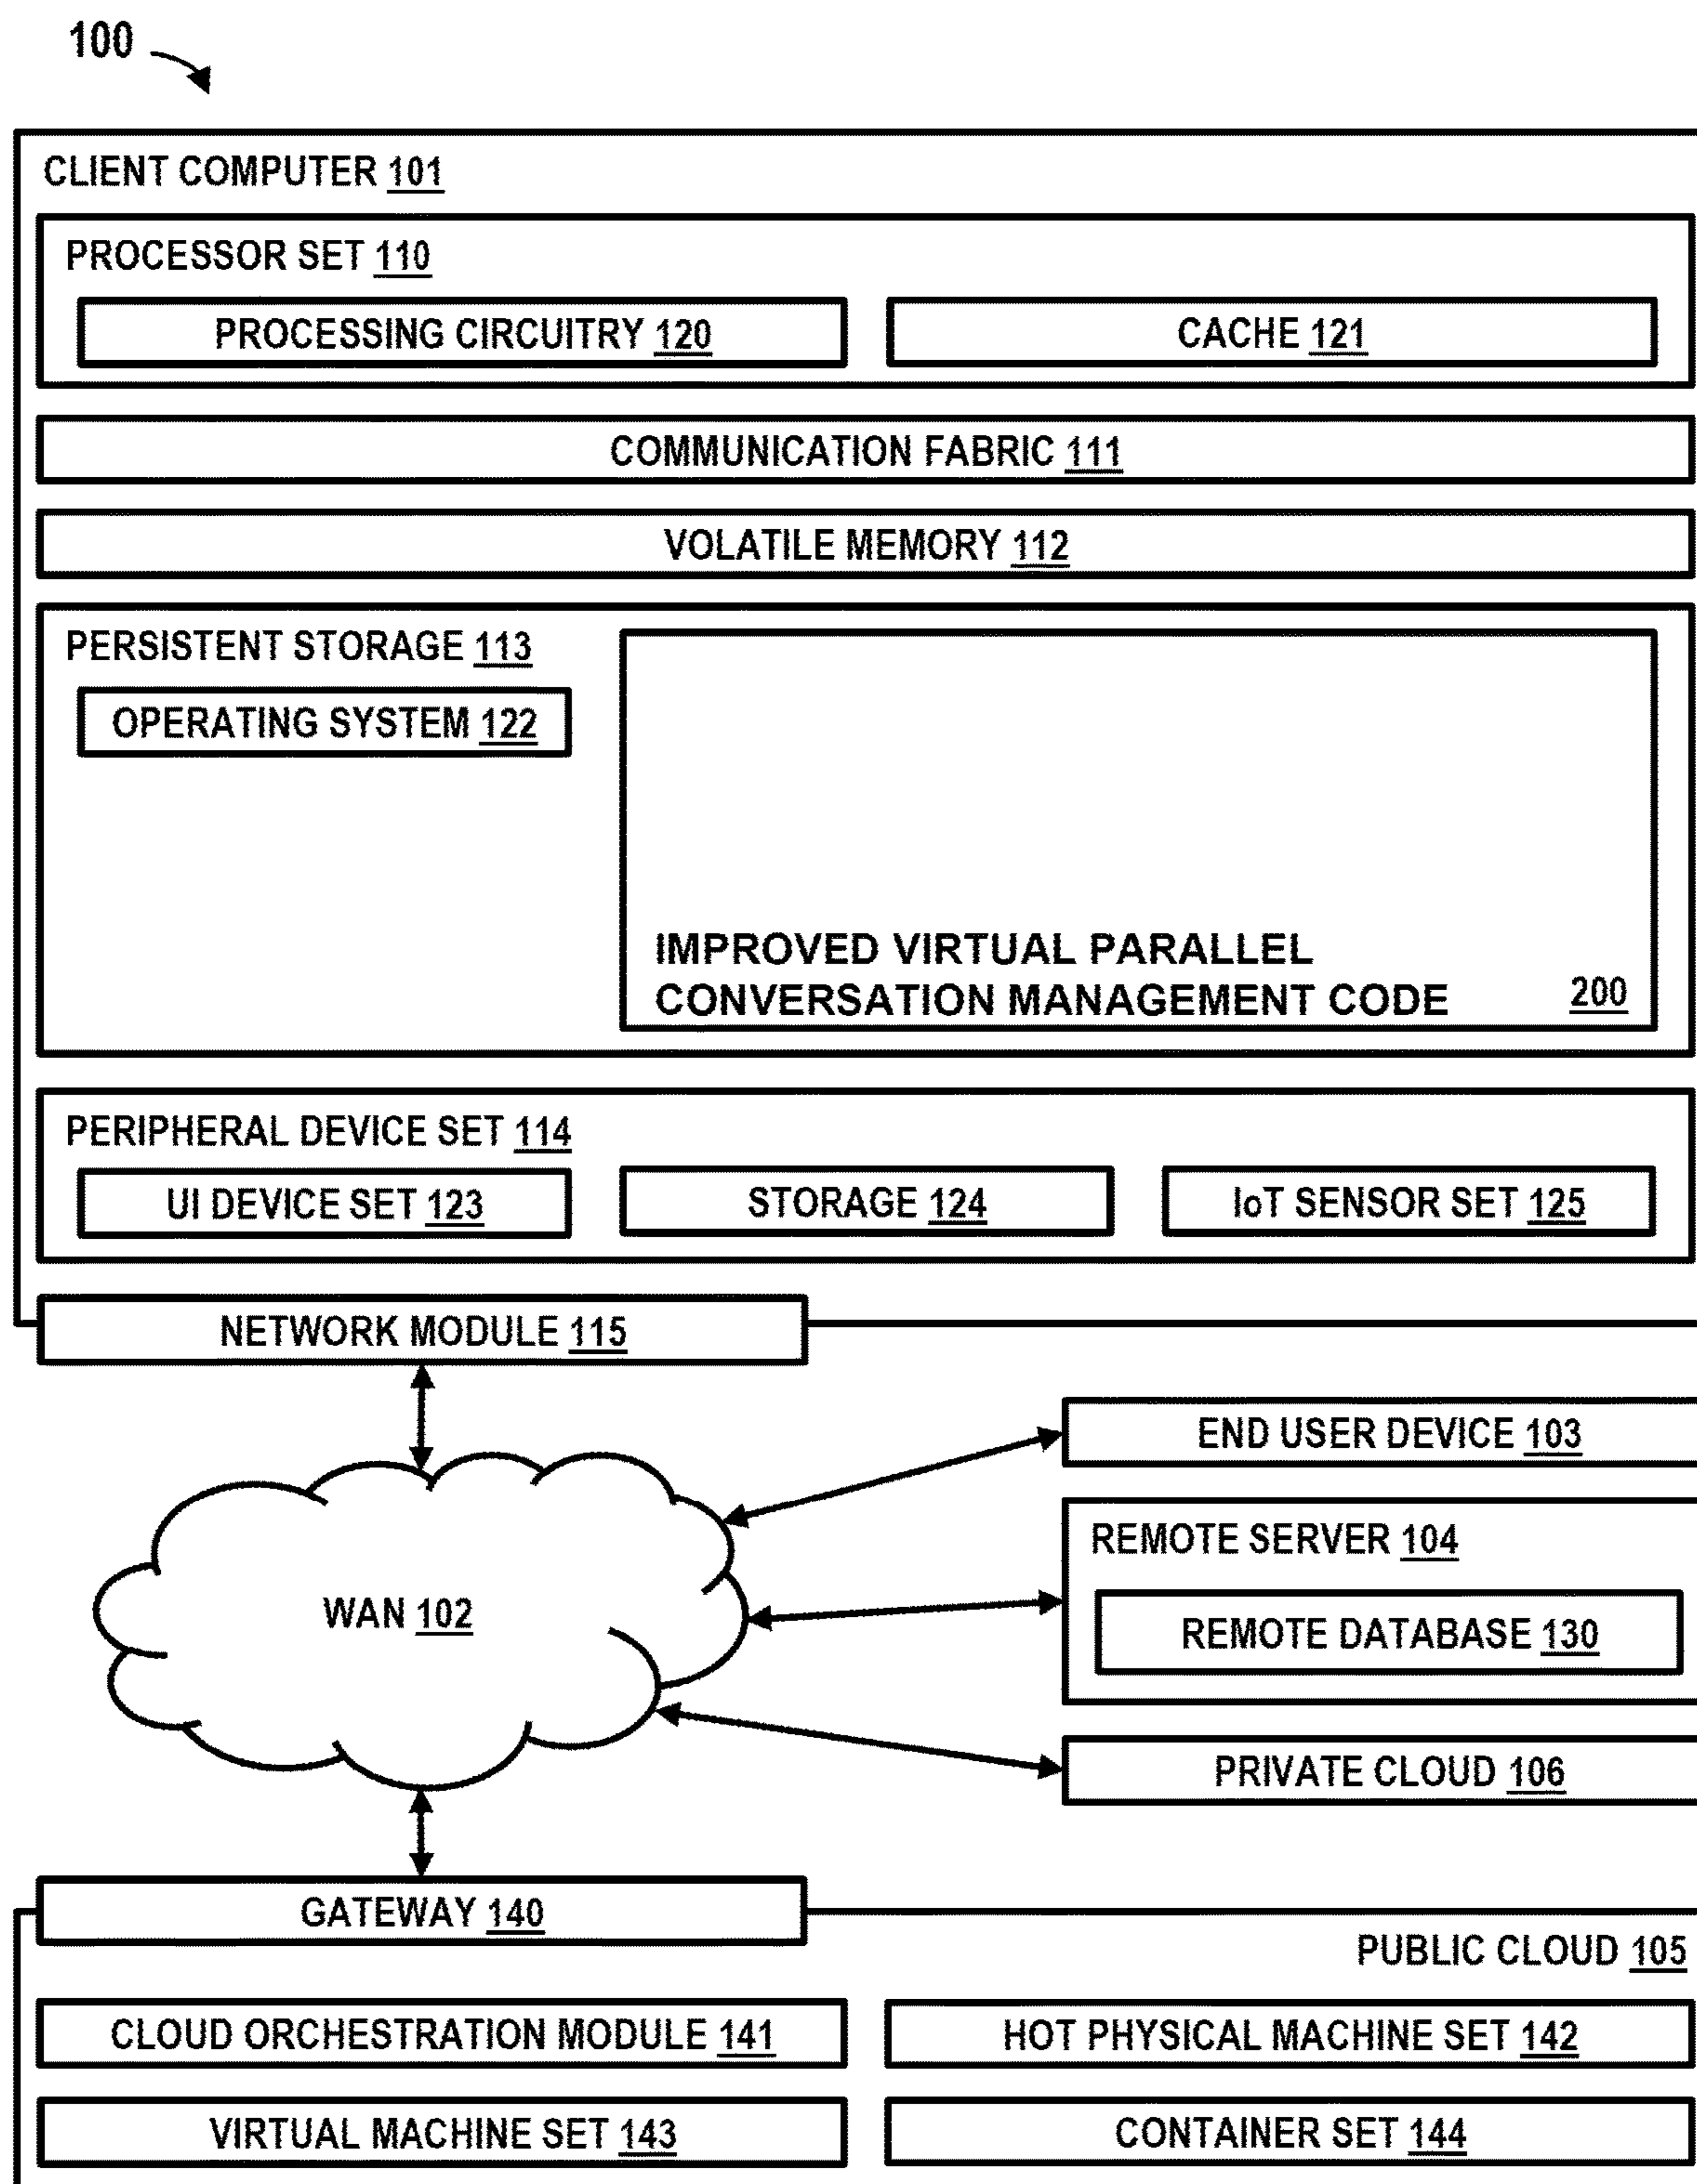 100
CLIENT COMPUTER 101
PROCESSOR SET 110
PROCESSING CIRCUITRY 120
CACHE 121
COMMUNICATION FABRIC 111
VOLATILE MEMORY 112
PERSISTENT STORAGE 113
OPERATING SYSTEM 122
IMPROVED VIRTUAL PARALLEL
CONVERSATION MANAGEMENT CODE 200
PERIPHERAL DEVICE SET 114
UI DEVICE SET 123
STORAGE 124
IoT SENSOR SET 125
NETWORK MODULE 115
END USER DEVICE 103
REMOTE SERVER 104
WAN 102
REMOTE DATABASE 130
PRIVATE CLOUD 106
GATEWAY 140
PUBLIC CLOUD 105
CLOUD ORCHESTRATION MODULE 141
HOT PHYSICAL MACHINE SET 142
VIRTUAL MACHINE SET 143
CONTAINER SET 144